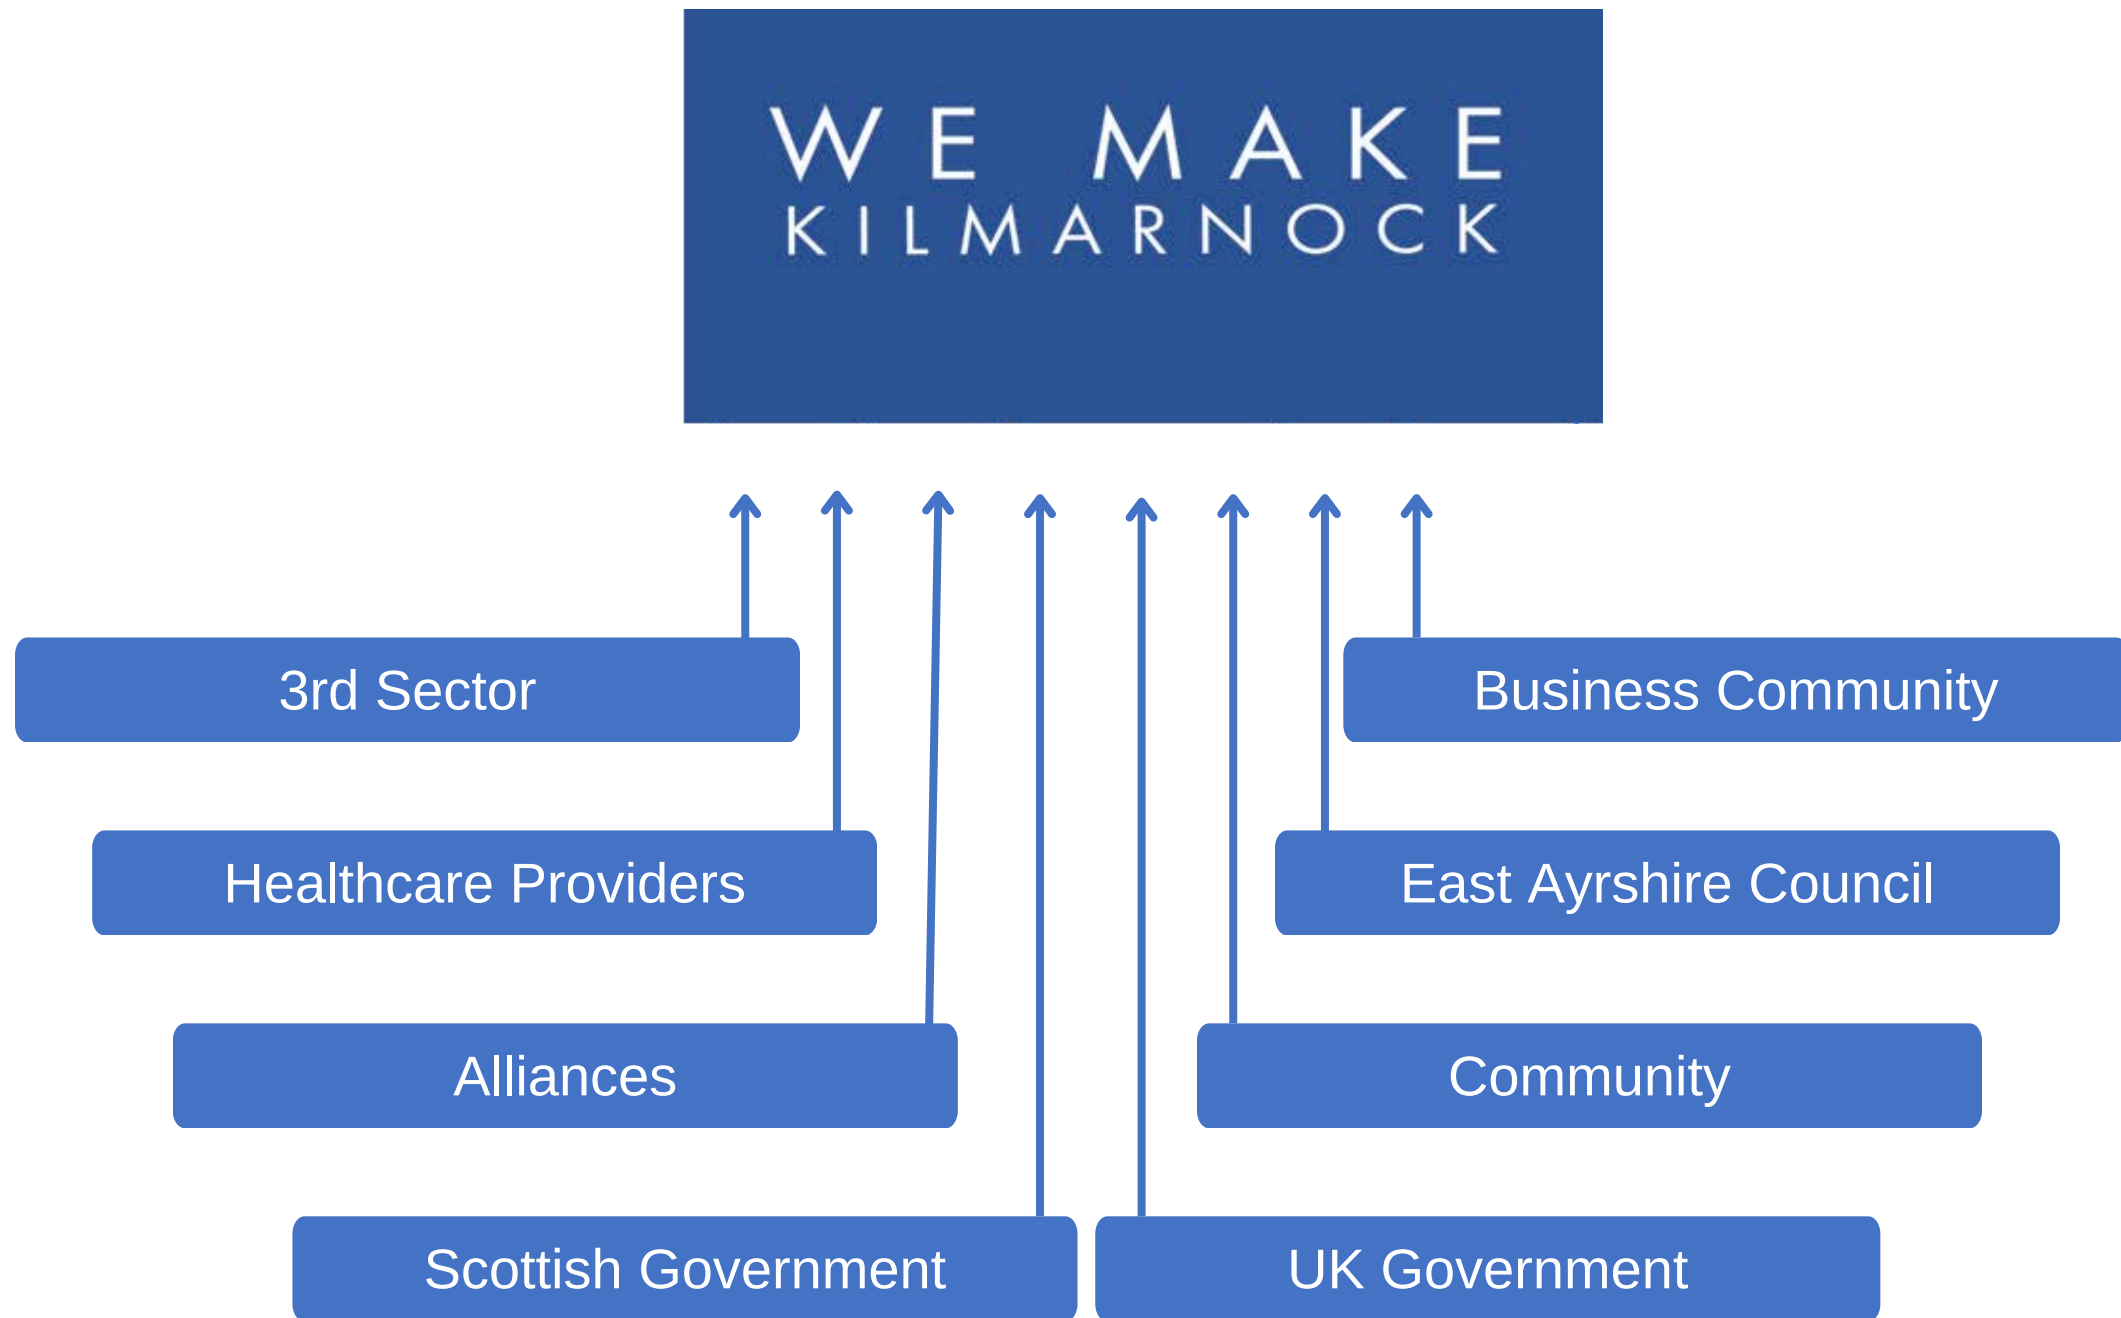 WE MAKE
KILMARNOCK
3rd Sector
Business Community
Healthcare Providers
East Ayrshire Council
Alliances
Community
Scottish Government
UK Government